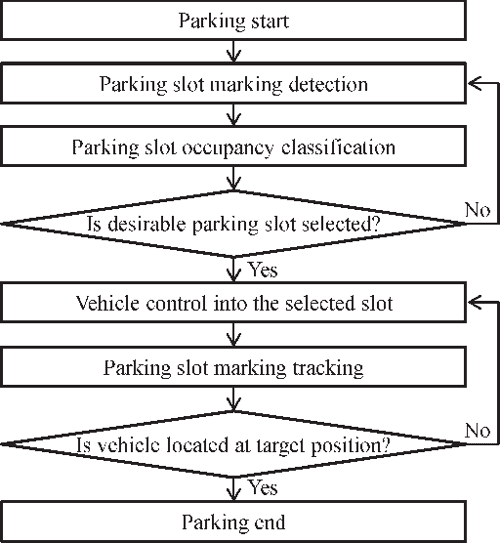 Parking start
Parking slot marking detection
Parking slot occupancy classification
Is desirable parking slot selected?
No
Yes
Vehicle control into the selected slot
Parking slot marking tracking
Is vehicle located at target position?
No
Yes
Parking end